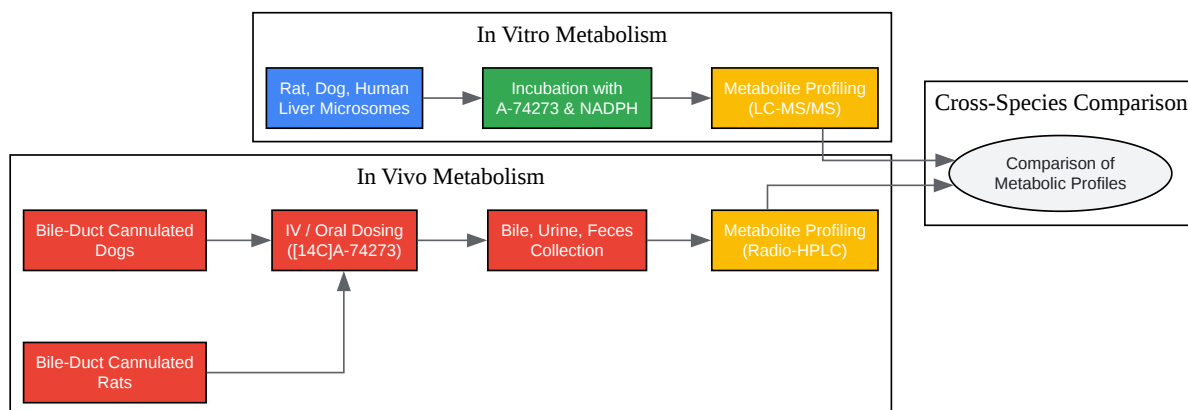 In Vitro Metabolism
Rat, Dog, Human
Liver Microsomes
Incubation with
A-74273 & NADPH
Metabolite Profiling
(LC-MS/MS)
Cross-Species Comparison
Comparison of
Metabolic Profiles
In Vivo Metabolism
Bile-Duct Cannulated
Dogs
IV / Oral Dosing
([14C]A-74273)
Bile, Urine, Feces
Collection
Metabolite Profiling
(Radio-HPLC)
Bile-Duct Cannulated
Rats